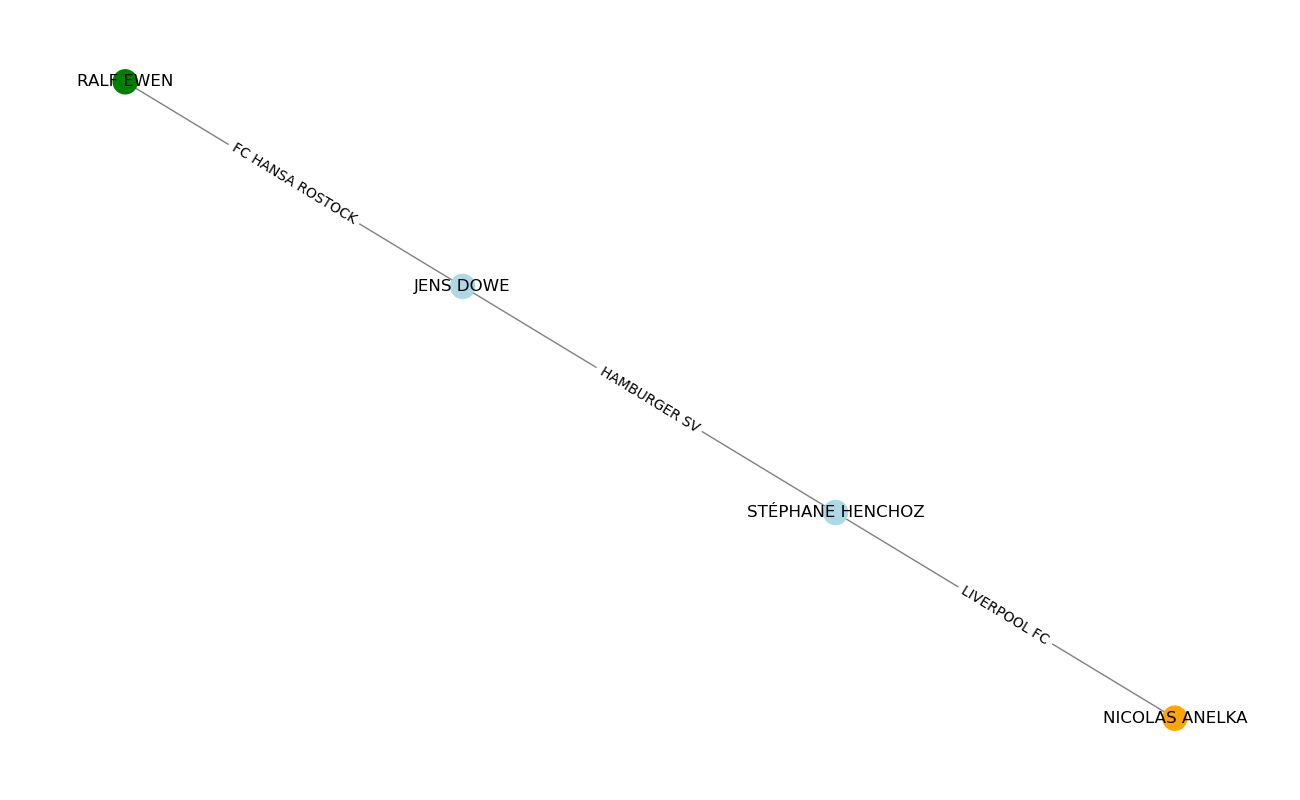 RALF EWEN
FC HANSA ROSTOCK
JENS DOWE
HAMBURGER SV
STÉPHANE HENCHOZ
LIVERPOOL FC
NICOLAS ANELKA